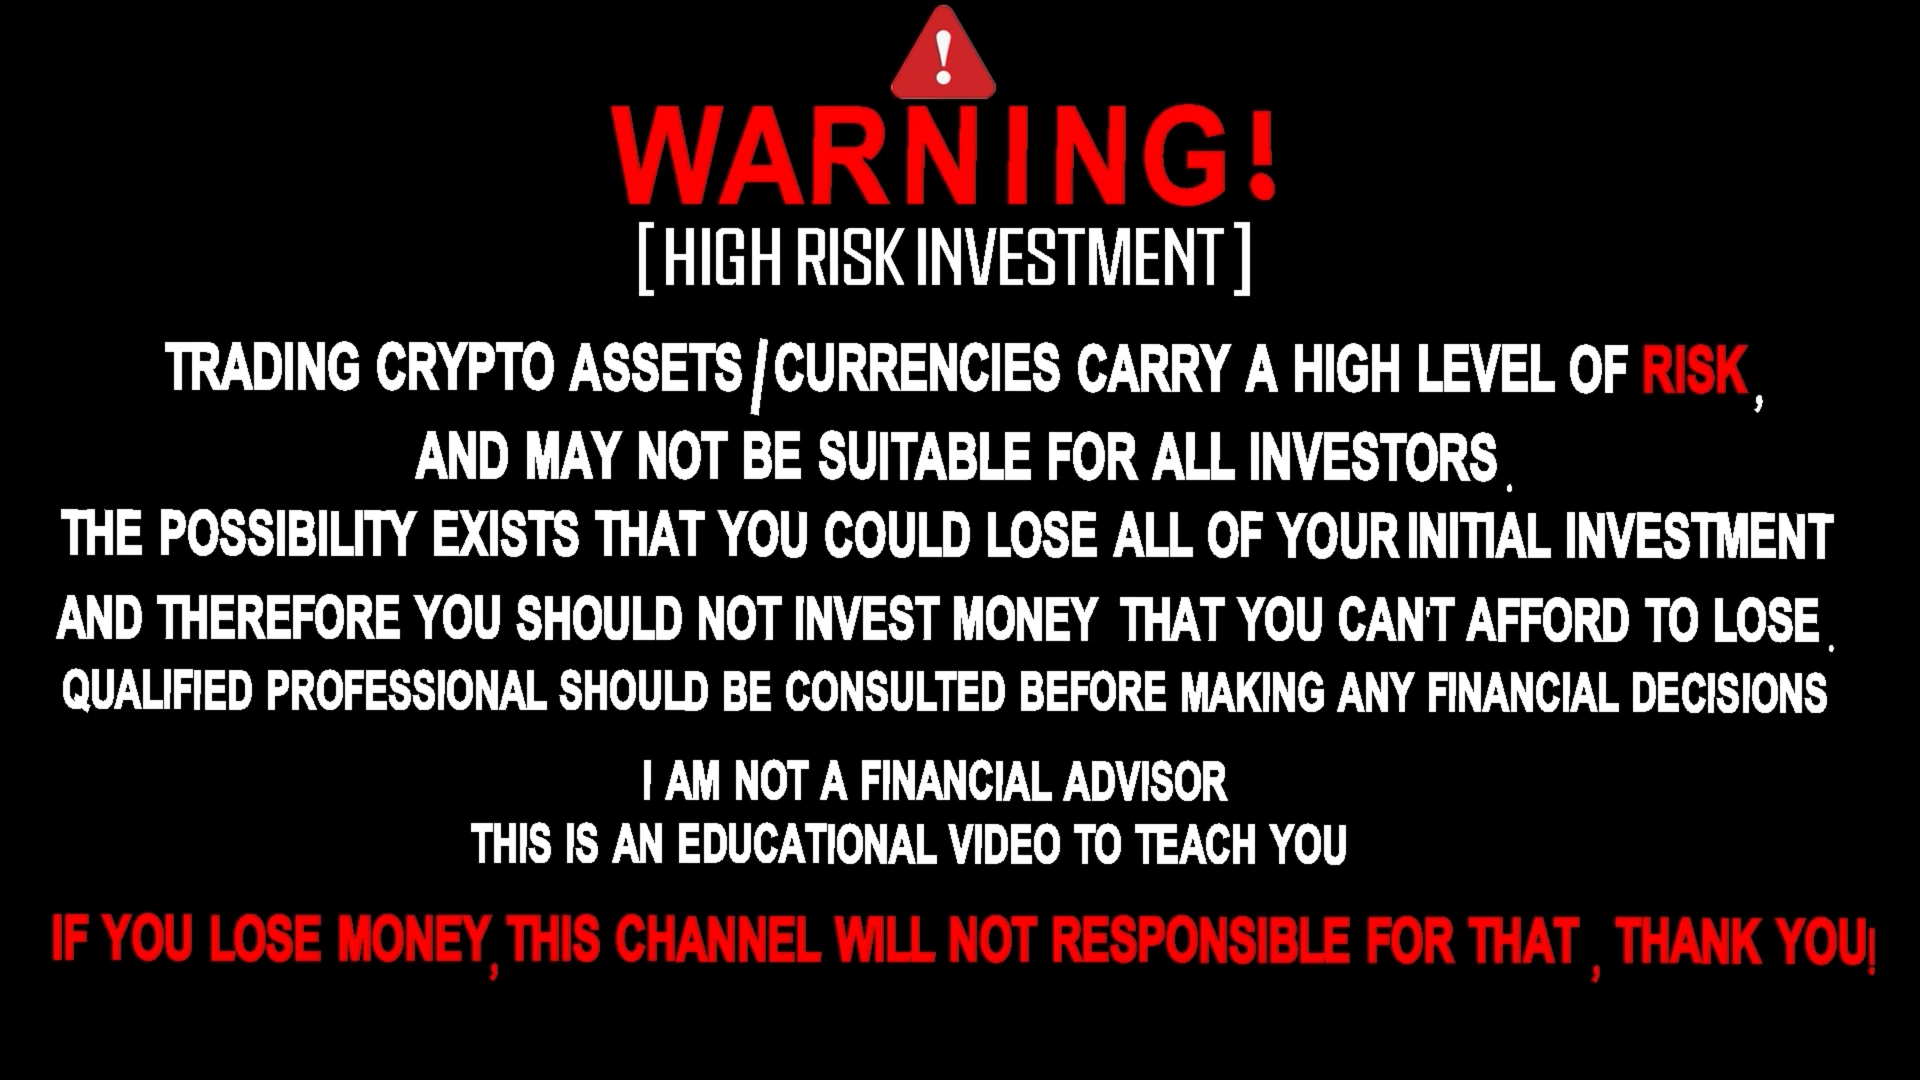 WARNING!
[HIGH RISK INVESTMENT]
TRADING CRYPTO ASSETS/CURRENCIES CARRY A HIGH LEVEL OF RISK,
AND MAY NOT BE SUITABLE FOR ALL INVESTORS.
THE POSSIBILITY EXISTS THAT YOU COULD LOSE ALL OF YOUR INITIAL INVESTMENT
AND THEREFORE YOU SHOULD NOT INVEST MONEY THAT YOU CAN'T AFFORD TO LOSE.
QUALIFIED PROFESSIONAL SHOULD BE CONSULTED BEFORE MAKING ANY FINANCIAL DECISIONS
I AM NOT A FINANCIAL ADVISOR
THIS IS AN EDUCATIONAL VIDEO TO TEACH YOU
IF YOU LOSE MONEY,THIS CHANNEL WILL NOT RESPONSIBLE FOR THAT , THANK YOU!